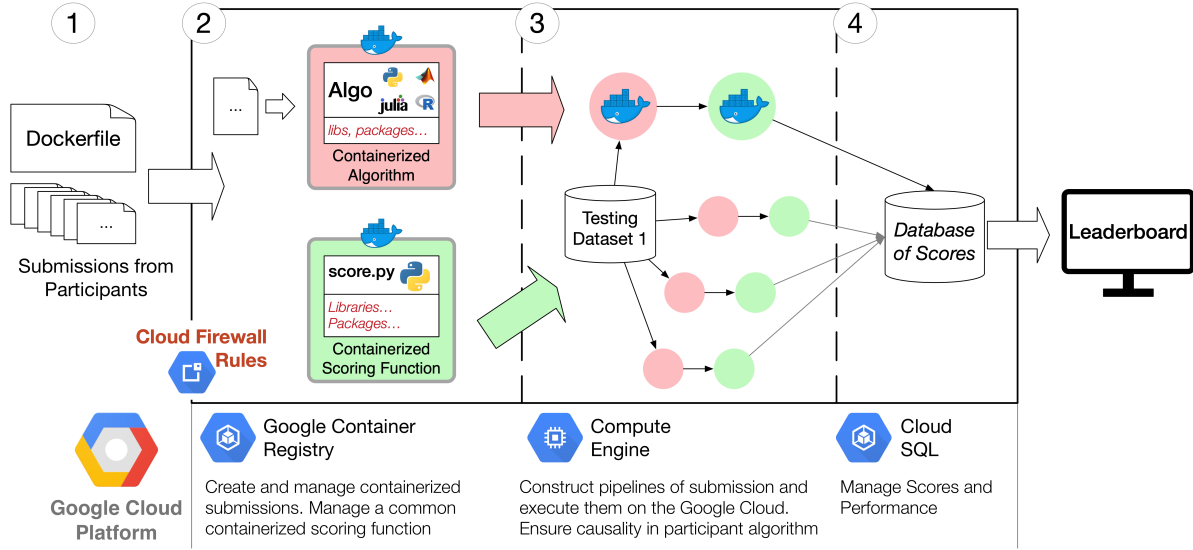 1
2
3
4
Dockerfile
...
Submissions from
Participants
...
Algo
julia
R
libs, packages...
Containerized
Algorithm
score.py
Libraries...
Packages...
Containerized
Scoring Function
Testing
Dataset 1
Database
of Scores
Leaderboard
Cloud Firewall
Rules
Google Cloud
Platform
Google Container
Registry
Create and manage containerized
submissions. Manage a common
containerized scoring function
Compute
Engine
Construct pipelines of submission and
execute them on the Google Cloud.
Ensure causality in participant algorithm
Cloud
SQL
Manage Scores and
Performance